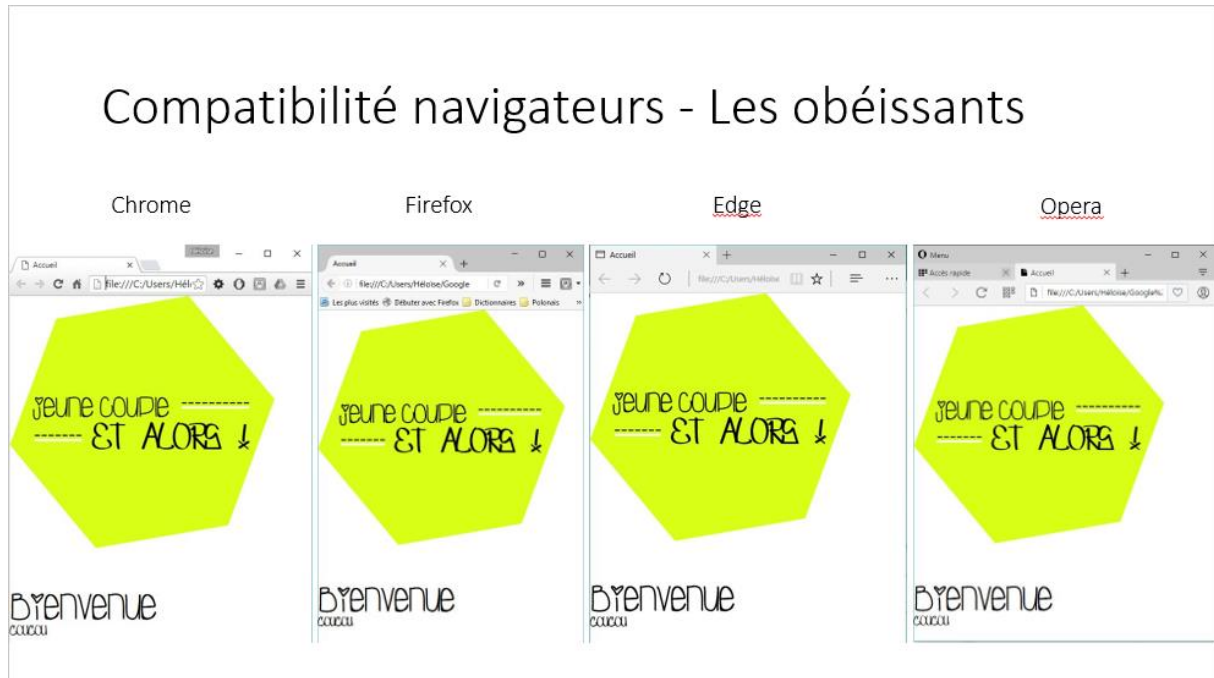 Compatibilité navigateurs - Les obéissants
Chrome
Firefox
Edge
Opera
Accueil
file:///C:/Users/Hél
JEUNE COUPLE ----------
------- ET ALORS !
BIENVENUE
coucou
Accueil
file:///C:/Users/Héloïse/Google
Les plus visités
Débuter avec Firefox
Dictionnaires
Polonais
JEUNE COUPLE ----------
------- ET ALORS !
BIENVENUE
coucou
Accueil
file:///C:/Users/Héloïse
JEUNE COUPLE ----------
------- ET ALORS !
BIENVENUE
coucou
Menu
Accès rapide
Accueil
file:///C:/Users/Héloïse/Google%
JEUNE COUPLE ----------
------- ET ALORS !
BIENVENUE
coucou